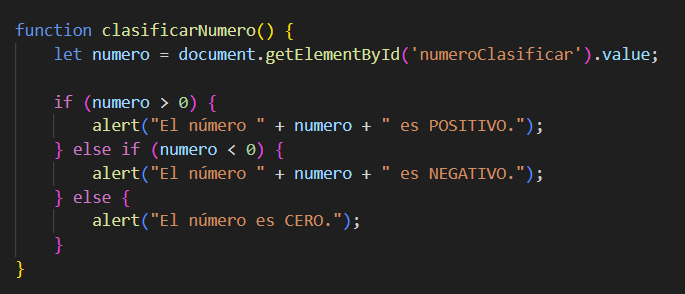 function clasificarNumero() {
    let numero = document.getElementById('numeroClasificar').value;

    if (numero > 0) {
        alert("El número " + numero + " es POSITIVO.");
    } else if (numero < 0) {
        alert("El número " + numero + " es NEGATIVO.");
    } else {
        alert("El número es CERO.");
    }
}